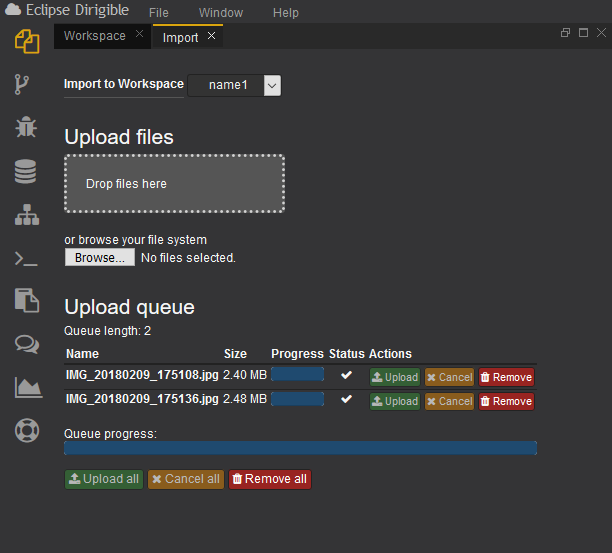 Eclipse Dirigible File Window Help
Workspace Import
Import to Workspace name1
Upload files
Drop files here
or browse your file system
Browse... No files selected.
Upload queue
Queue length: 2
Name Size Progress Status Actions
IMG_20180209_175108.jpg 2.40 MB Upload Cancel Remove
IMG_20180209_175136.jpg 2.48 MB Upload Cancel Remove
Queue progress:
Upload all Cancel all Remove all